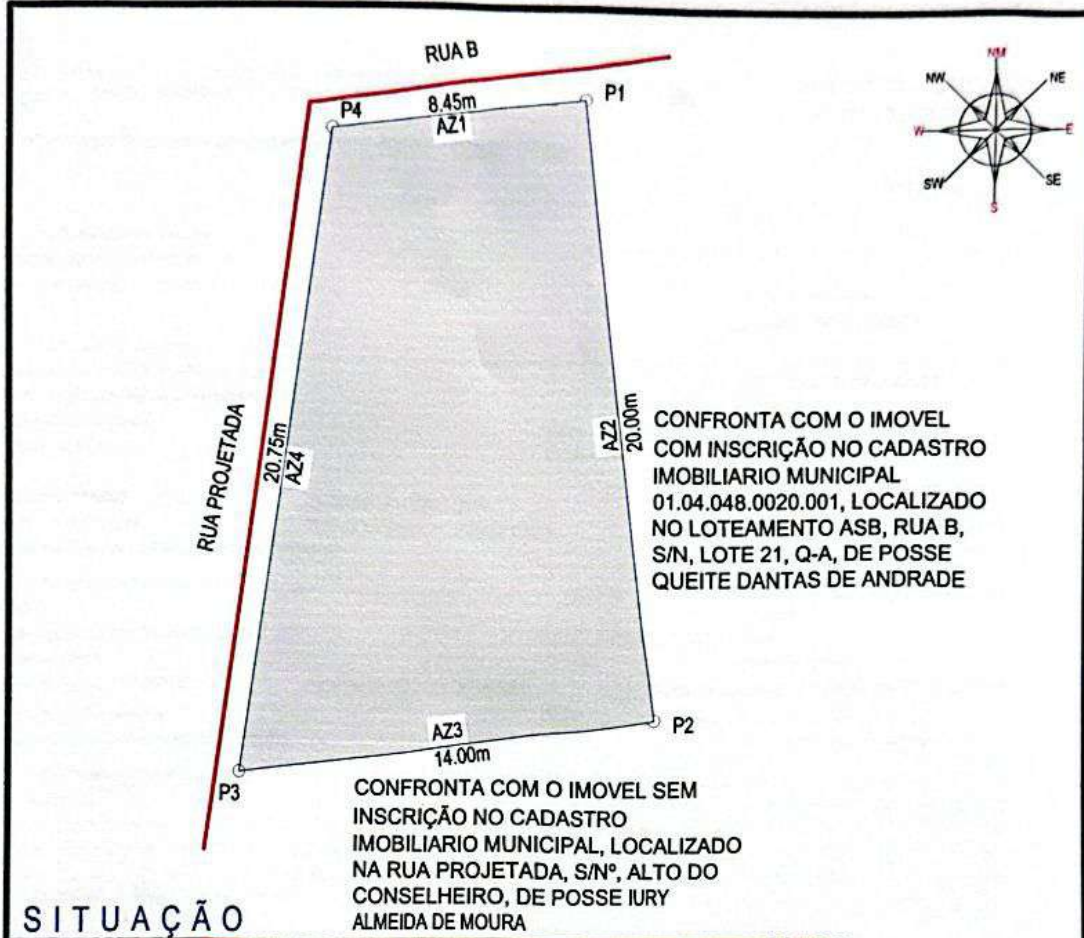 RUA B
NM
NW
NE
W
E
SW
SE
S
P4
8.45m
P1
AZ1
RUA PROJETADA
20.75m
AZ4
AZ2
20.00m
CONFRONTA COM O IMOVEL
COM INSCRIÇÃO NO CADASTRO
IMOBILIARIO MUNICIPAL
01.04.048.0020.001, LOCALIZADO
NO LOTEAMENTO ASB, RUA B,
S/N, LOTE 21, Q-A, DE POSSE
QUEITE DANTAS DE ANDRADE
AZ3
14.00m
P2
P3
CONFRONTA COM O IMOVEL SEM
INSCRIÇÃO NO CADASTRO
IMOBILIARIO MUNICIPAL, LOCALIZADO
NA RUA PROJETADA, S/Nº, ALTO DO
CONSELHEIRO, DE POSSE IURY
ALMEIDA DE MOURA
SITUAÇÃO